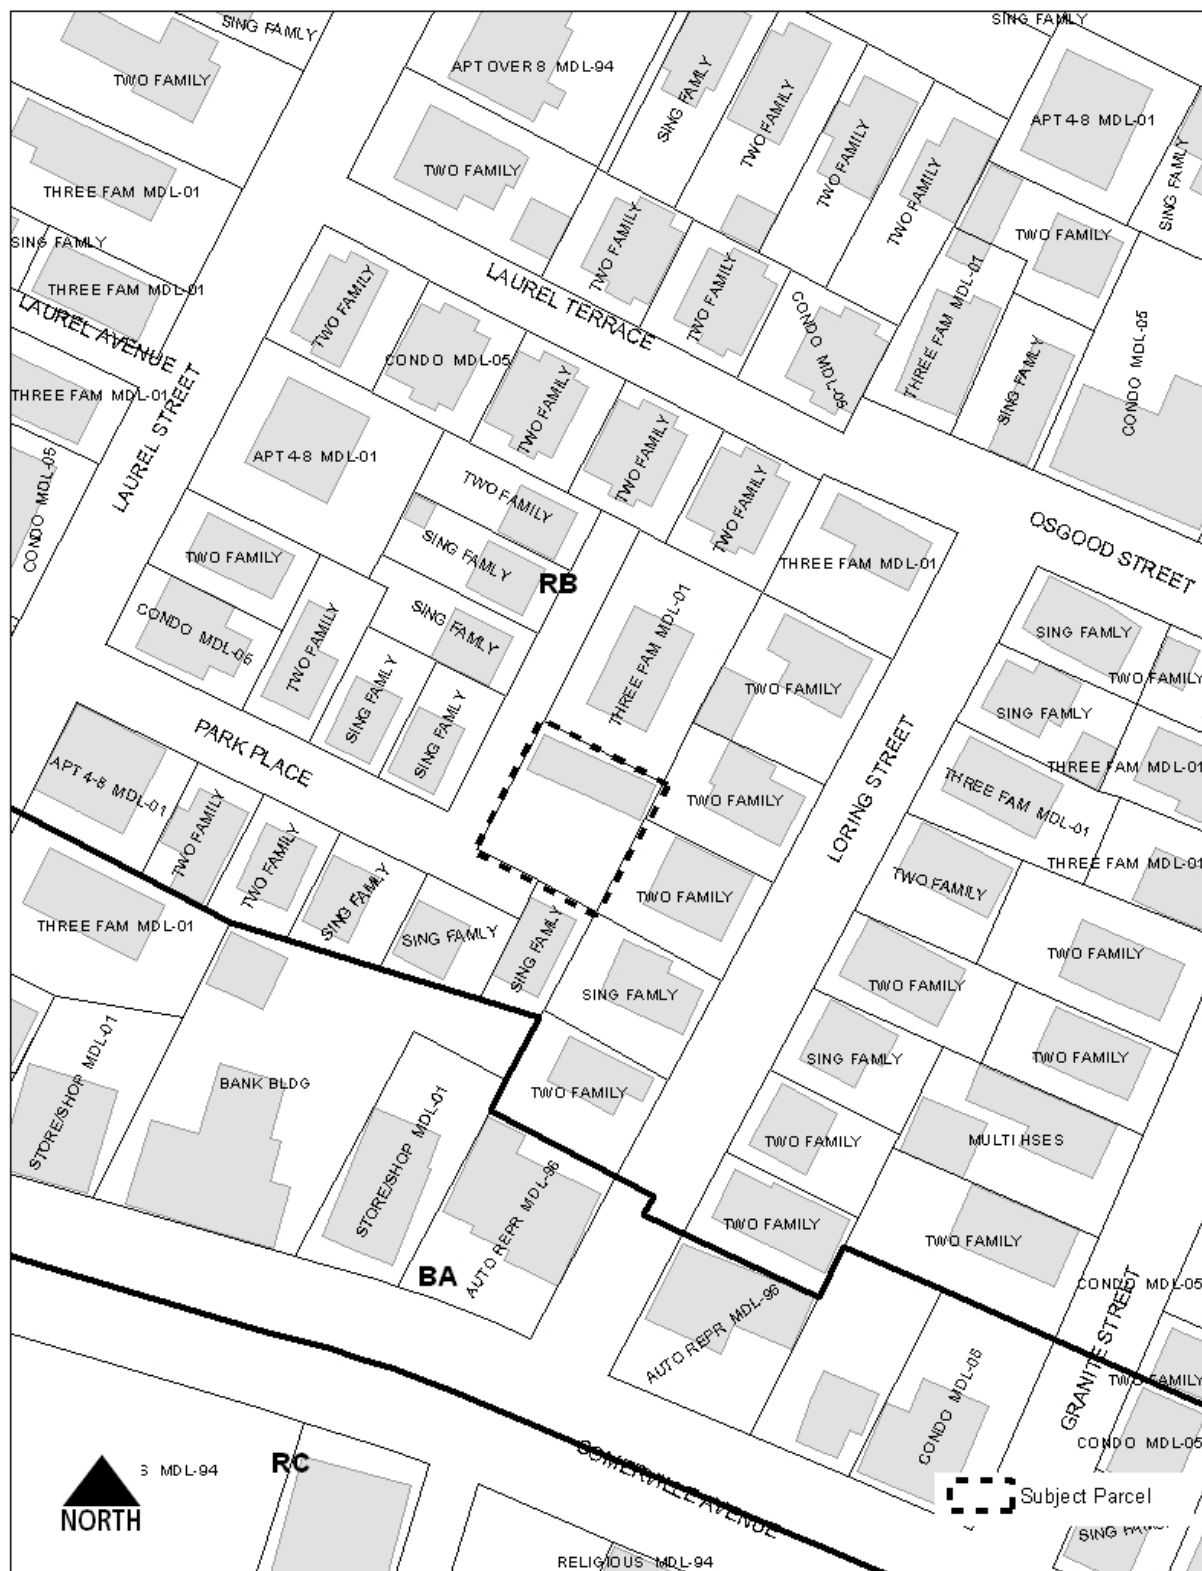 SING FAMLY
SING FAMLY
TWO FAMILY
APT OVER 8 MDL-94
SING FAMLY
TWO FAMILY
TWO FAMILY
APT 4-8 MDL-01
SING FAMLY
THREE FAM MDL-01
TWO FAMILY
TWO FAMILY
TWO FAMILY
TWO FAMILY
SING FAMLY
THREE FAM MDL-01
LAUREL AVENUE
TWO FAMILY
LAUREL TERRACE
TWO FAMILY
CONDO MDL-05
THREE FAM MDL-01
SING FAMLY
CONDO MDL-05
THREE FAM MDL-01
LAUREL STREET
CONDO MDL-05
TWO FAMILY
TWO FAMILY
TWO FAMILY
CONDO MDL-05
APT 4-8 MDL-01
TWO FAMILY
OSGOOD STREET
TWO FAMILY
SING FAMLY
RB
THREE FAM MDL-01
CONDO MDL-05
TWO FAMILY
SING FAMLY
THREE FAM MDL-01
SING FAMLY
TWO FAMILY
SING FAMLY
SING FAMLY
TWO FAMILY
SING FAMLY
PARK PLACE
APT 4-8 MDL-01
TWO FAMILY
TWO FAMILY
SING FAMLY
TWO FAMILY
LORING STREET
THREE FAM MDL-01
THREE FAM MDL-01
THREE FAM MDL-01
TWO FAMILY
TWO FAMILY
THREE FAM MDL-01
SING FAMLY
SING FAMLY
SING FAMLY
TWO FAMILY
TWO FAMILY
SING FAMLY
TWO FAMILY
STORE/SHOP MDL-01
BANK BLDG
STORE/SHOP MDL-01
TWO FAMILY
SING FAMLY
TWO FAMILY
TWO FAMILY
MULTI HSES
AUTO REPR MDL-96
TWO FAMILY
TWO FAMILY
BA
AUTO REPR MDL-96
CONDO MDL-05
GRANITE STREET
TWO FAMILY
CONDO MDL-05
CONDO MDL-05
RC
S MDL-94
SOMERVILLE AVENUE
NORTH
Subject Parcel
SING FAMLY
RELIGIOUS MDL-94